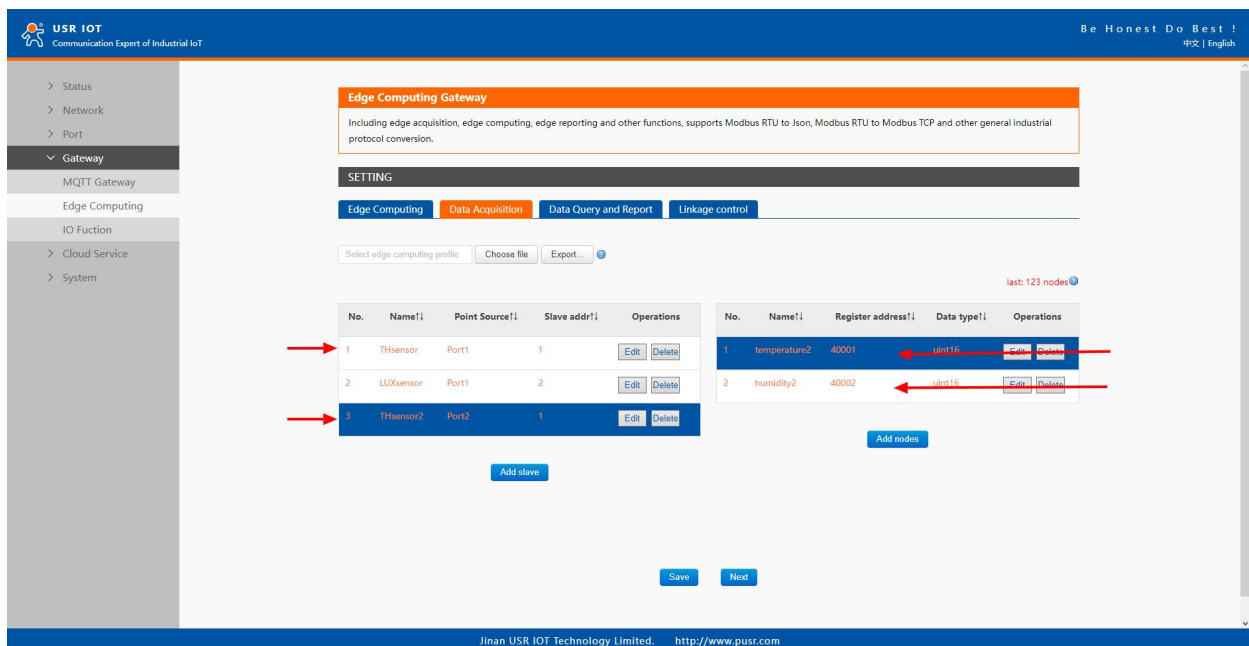 USR IOT
Communication Expert of Industrial IoT
Be Honest Do Best !
中文 | English
Status
Network
Port
Gateway
MQTT Gateway
Edge Computing
IO Fuction
Cloud Service
System
Edge Computing Gateway
Including edge acquisition, edge computing, edge reporting and other functions, supports Modbus RTU to Json, Modbus RTU to Modbus TCP and other general industrial
protocol conversion.
SETTING
Edge Computing Data Acquisition Data Query and Report Linkage control
Select edge computing profile Choose file Export...
last: 123 nodes
No. Name↑↓ Point Source↑↓ Slave addr↑↓ Operations
1 THsensor Port1 1 Edit Delete
2 LUXsensor Port1 2 Edit Delete
3 THsensor2 Port2 1 Edit Delete
Add slave
No. Name↑↓ Register address↑↓ Data type↑↓ Operations
1 temperature2 40001 uint16 Edit Delete
2 humidity2 40002 uint16 Edit Delete
Add nodes
Save Next
Jinan USR IOT Technology Limited. http://www.pusr.com